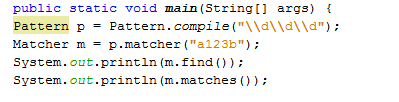 public static void main(String[] args) {
Pattern p = Pattern.compile("\\d\\d\\d");
Matcher m = p.matcher("a123b");
System.out.println(m.find());
System.out.println(m.matches());